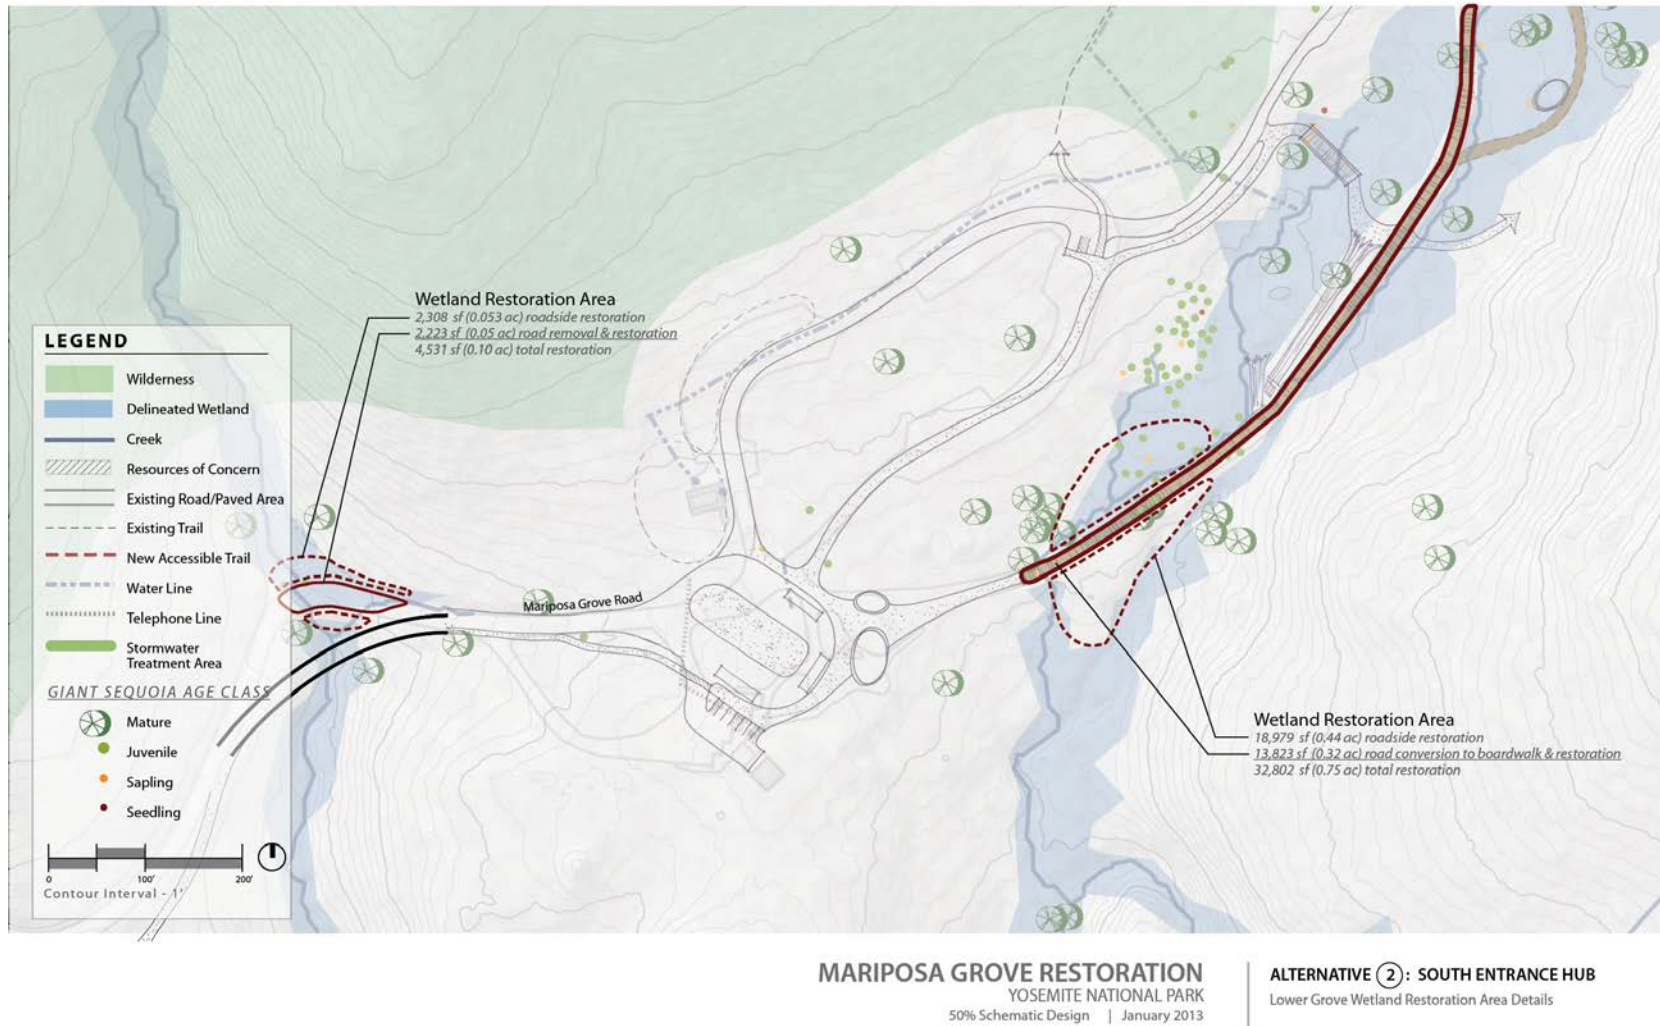 Wetland Restoration Area
2,308 sf (0.053 ac) roadside restoration
2,223 sf (0.05 ac) road removal & restoration
4,531 sf (0.10 ac) total restoration
LEGEND
Wilderness
Delineated Wetland
Creek
Resources of Concern
Existing Road/Paved Area
Existing Trail
New Accessible Trail
Water Line
Telephone Line
Stormwater
Treatment Area
GIANT SEQUOIA AGE CLASS
Mature
Juvenile
Sapling
Seedling
0 100' 200'
Contour Interval - 1'
Mariposa Grove Road
Wetland Restoration Area
18,979 sf (0.44 ac) roadside restoration
13,823 sf (0.32 ac) road conversion to boardwalk & restoration
32,802 sf (0.75 ac) total restoration
MARIPOSA GROVE RESTORATION
YOSEMITE NATIONAL PARK
50% Schematic Design | January 2013
ALTERNATIVE 2: SOUTH ENTRANCE HUB
Lower Grove Wetland Restoration Area Details